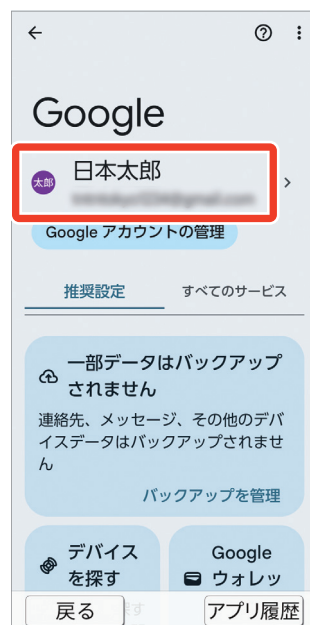 Google
太郎
日本太郎
Google アカウントの管理
推奨設定
すべてのサービス
一部データはバックアップ
されません
連絡先、メッセージ、その他のデバ
イスデータはバックアップされませ
ん
バックアップを管理
デバイス
を探す
Google
ウォレッ
戻る
アプリ履歴